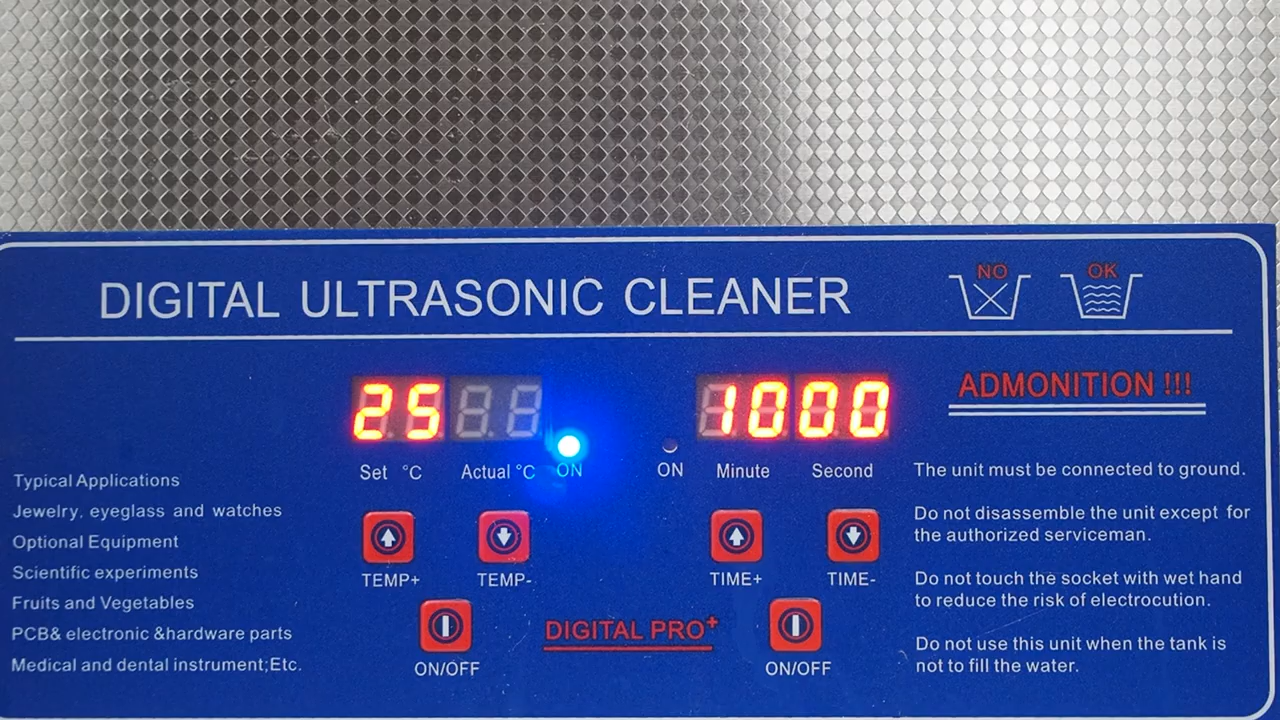 DIGITAL ULTRASONIC CLEANER
NO
OK
25
1000
Set °C
Actual °C
ON
ON
Minute
Second
TEMP+
TEMP-
TIME+
TIME-
ON/OFF
DIGITAL PRO+
ON/OFF
Typical Applications
Jewelry, eyeglass and watches
Optional Equipment
Scientific experiments
Fruits and Vegetables
PCB& electronic &hardware parts
Medical and dental instrument;Etc.
ADMONITION !!!
The unit must be connected to ground.
Do not disassemble the unit except for
the authorized serviceman.
Do not touch the socket with wet hand
to reduce the risk of electrocution.
Do not use this unit when the tank is
not to fill the water.